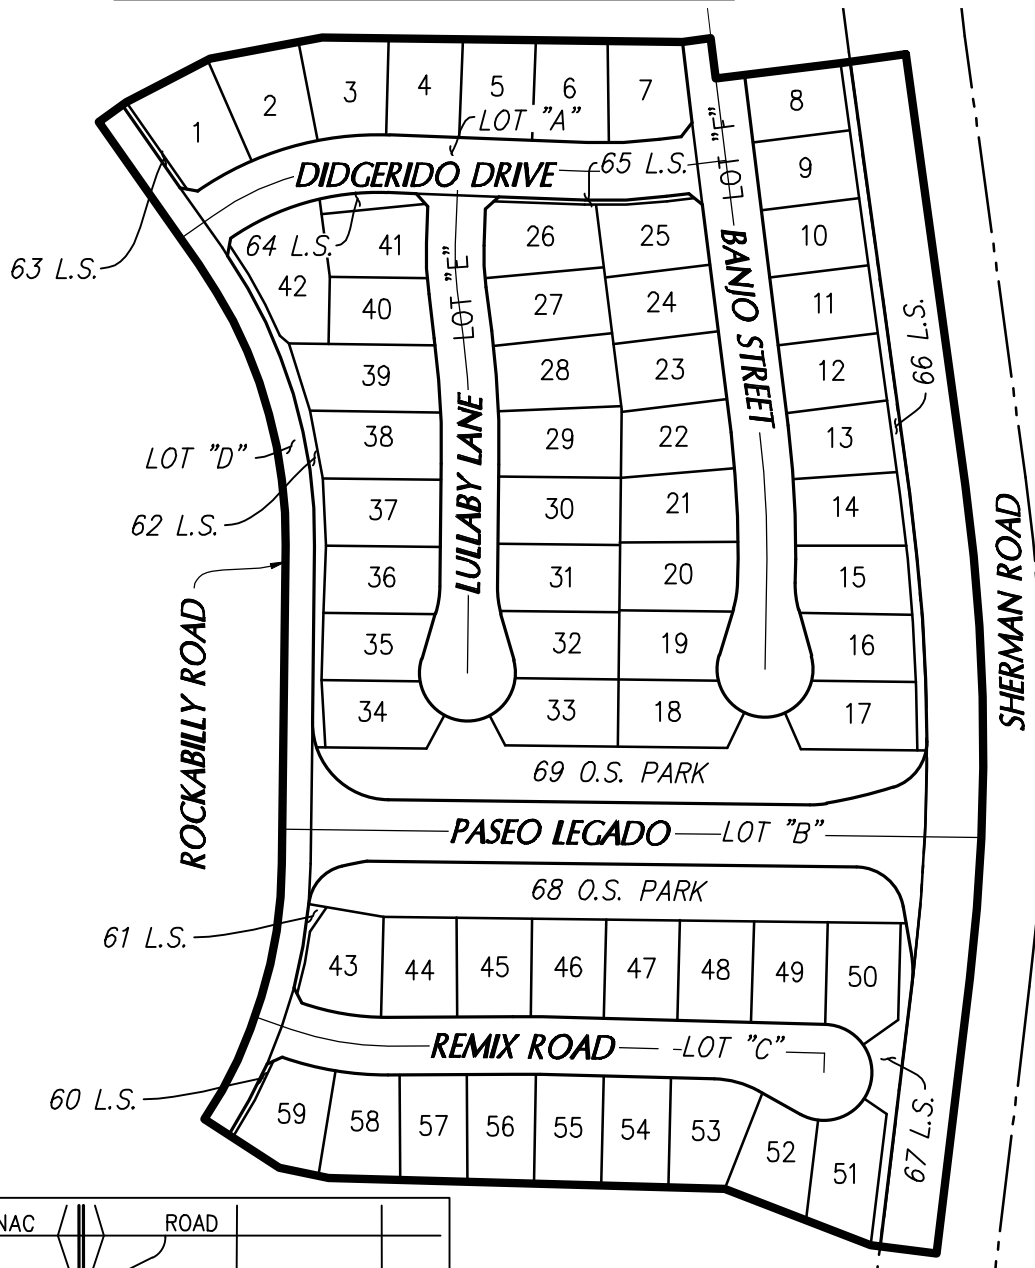 1
2
3
4
5
6
7
8
LOT "A"
LOT "F"
DIDGERIDO DRIVE
65 L.S.
9
63 L.S.
64 L.S.
42
41
LOT "E"
26
25
BANJO STREET
10
40
27
24
11
66 L.S.
39
28
23
12
LOT "D"
38
LULLABY LANE
29
22
13
62 L.S.
37
30
21
14
36
31
20
15
SHERMAN ROAD
ROCKABILLY ROAD
35
32
19
16
34
33
18
17
69 O.S. PARK
PASEO LEGADO
LOT "B"
68 O.S. PARK
61 L.S.
43
44
45
46
47
48
49
50
REMIX ROAD
LOT "C"
60 L.S.
59
58
57
56
55
54
53
52
51
67 L.S.
NAC
ROAD